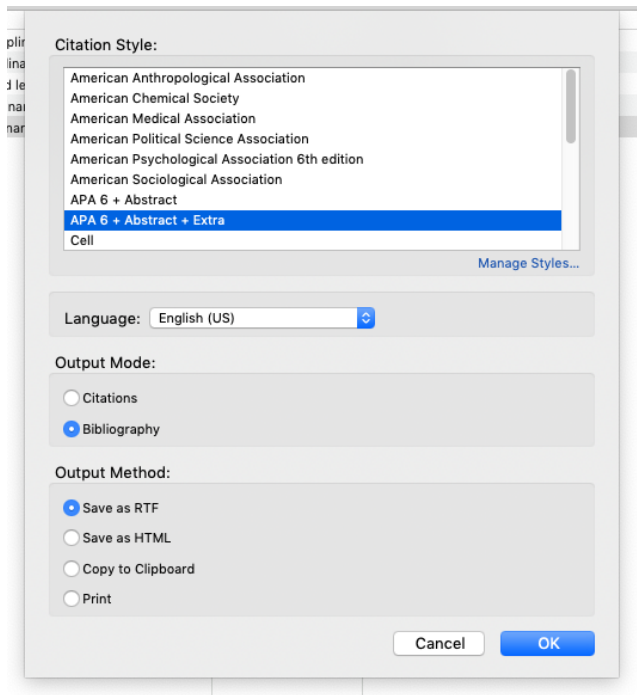 Citation Style:
American Anthropological Association
American Chemical Society
American Medical Association
American Political Science Association
American Psychological Association 6th edition
American Sociological Association
APA 6 + Abstract
APA 6 + Abstract + Extra
Cell
Manage Styles...
Language: English (US)
Output Mode:
Citations
Bibliography
Output Method:
Save as RTF
Save as HTML
Copy to Clipboard
Print
Cancel OK